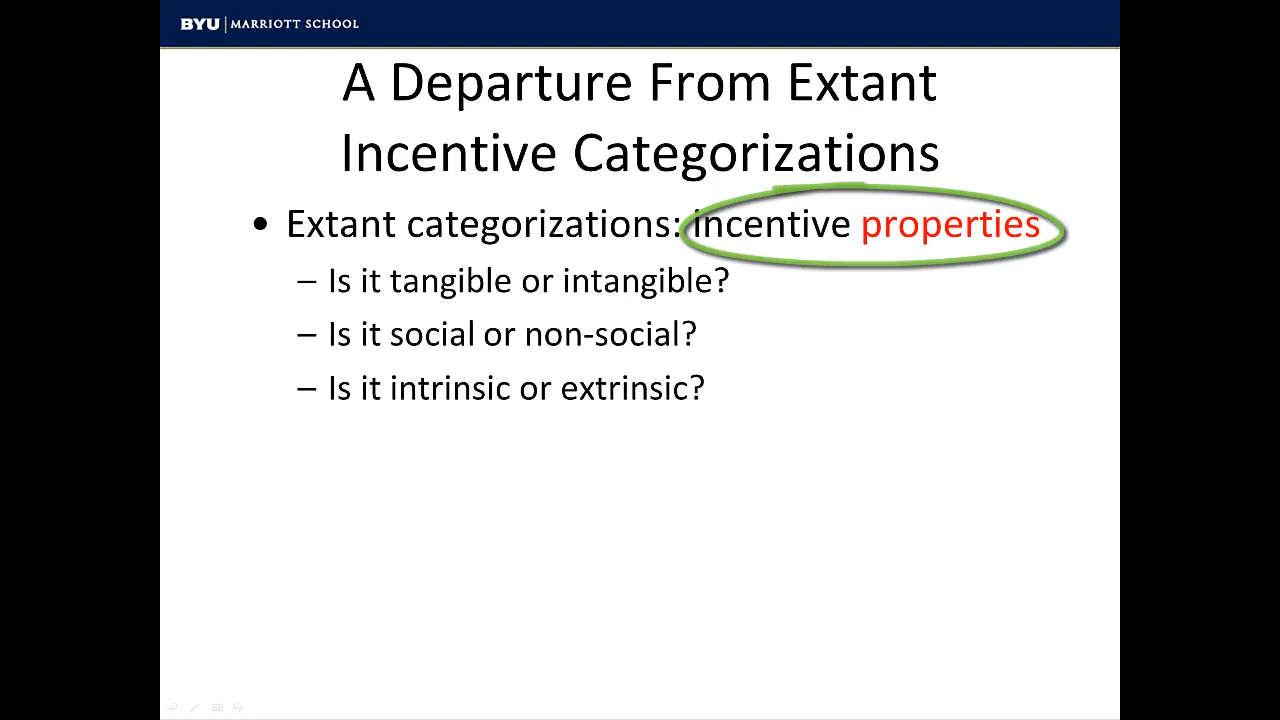 BYU | MARRIOTT SCHOOL
A Departure From Extant
Incentive Categorizations
• Extant categorizations: incentive properties
– Is it tangible or intangible?
– Is it social or non-social?
– Is it intrinsic or extrinsic?